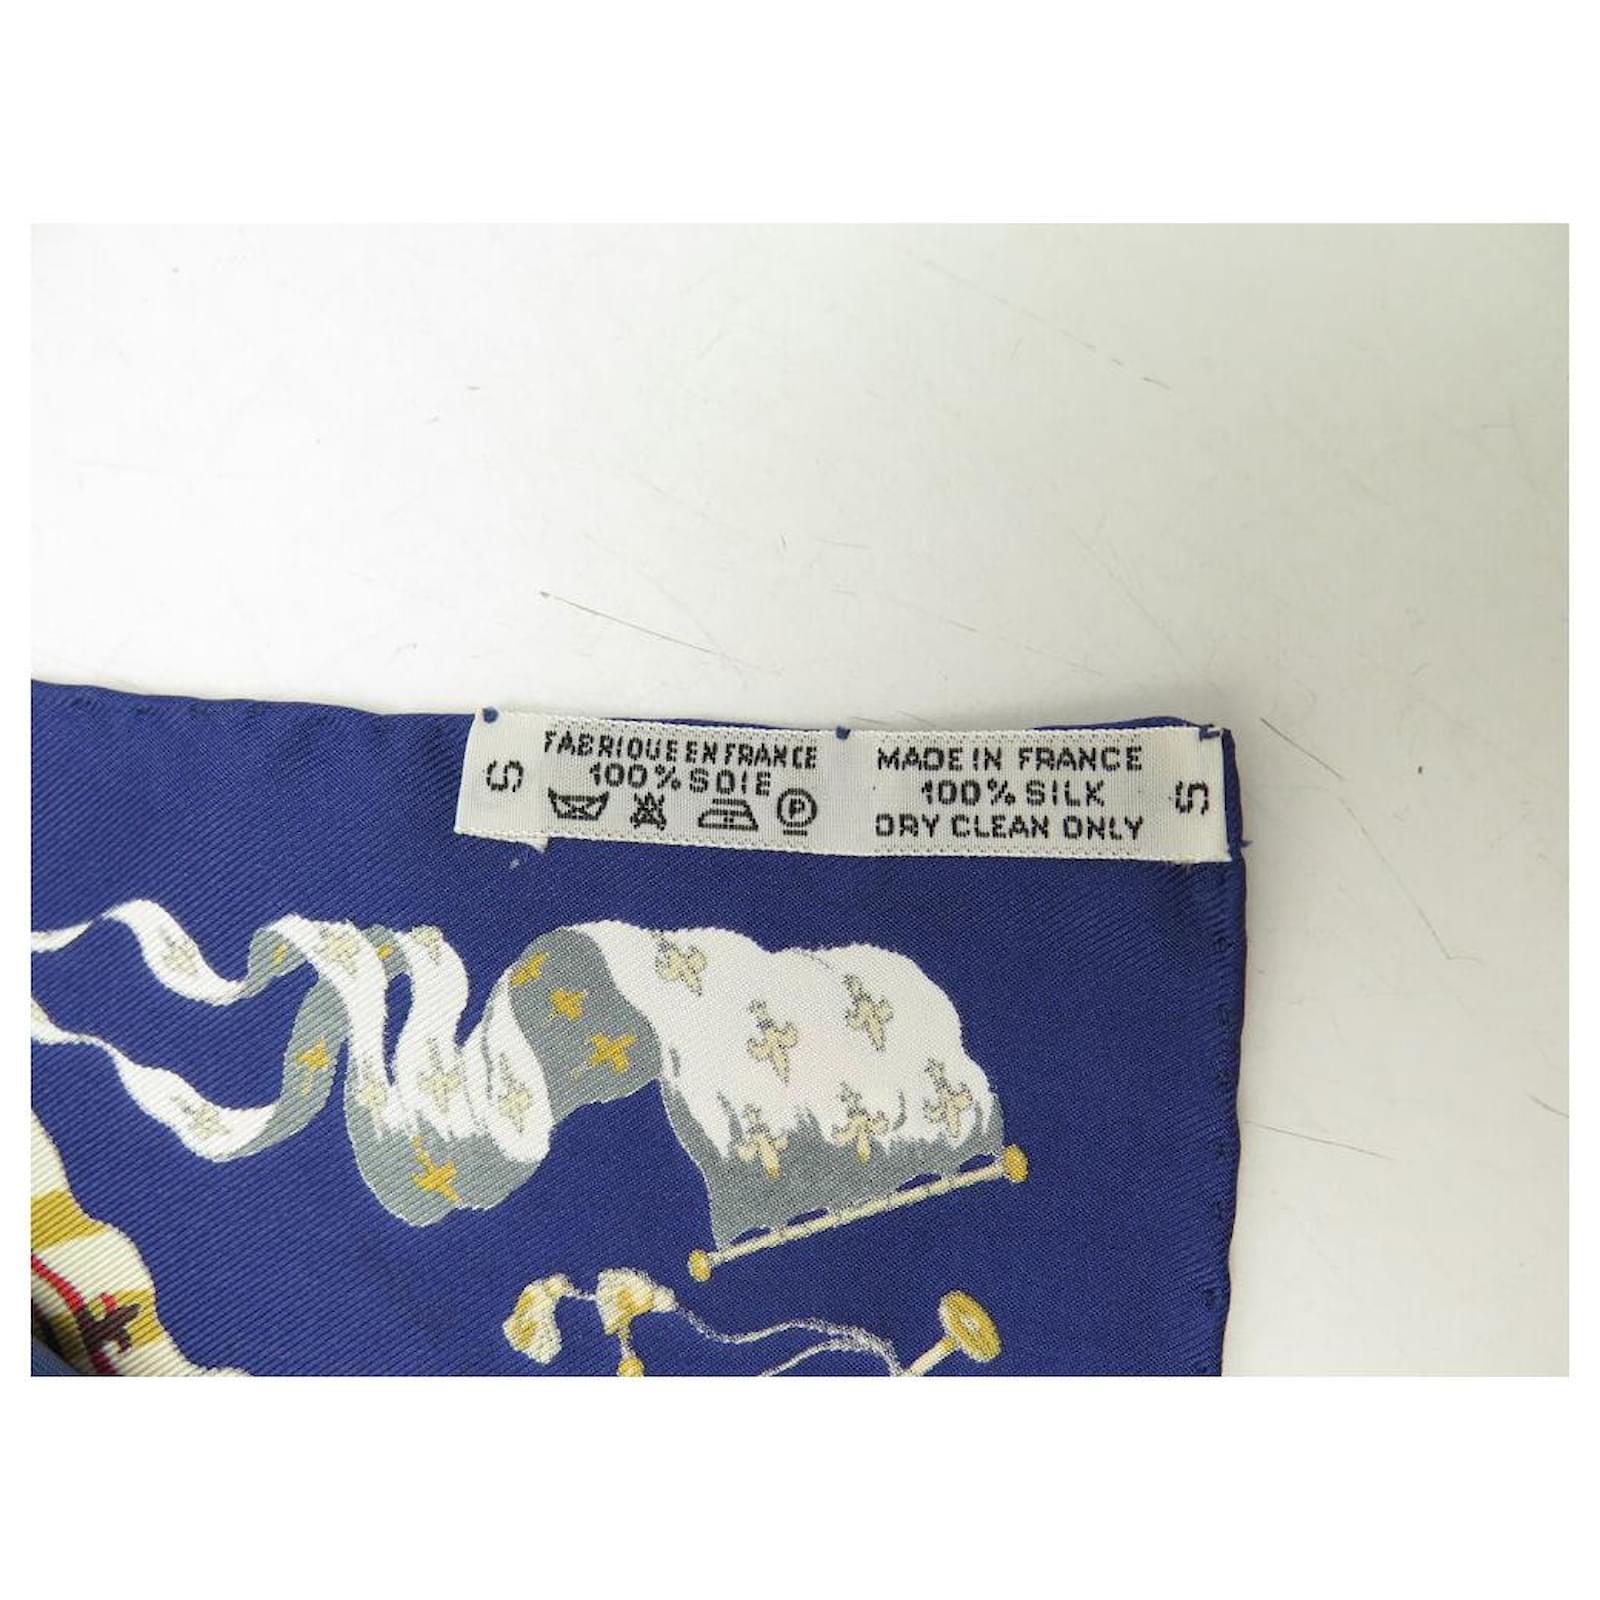 S
FABRIQUE EN FRANCE
100% SOIE
P
MADE IN FRANCE
100% SILK
DRY CLEAN ONLY
S